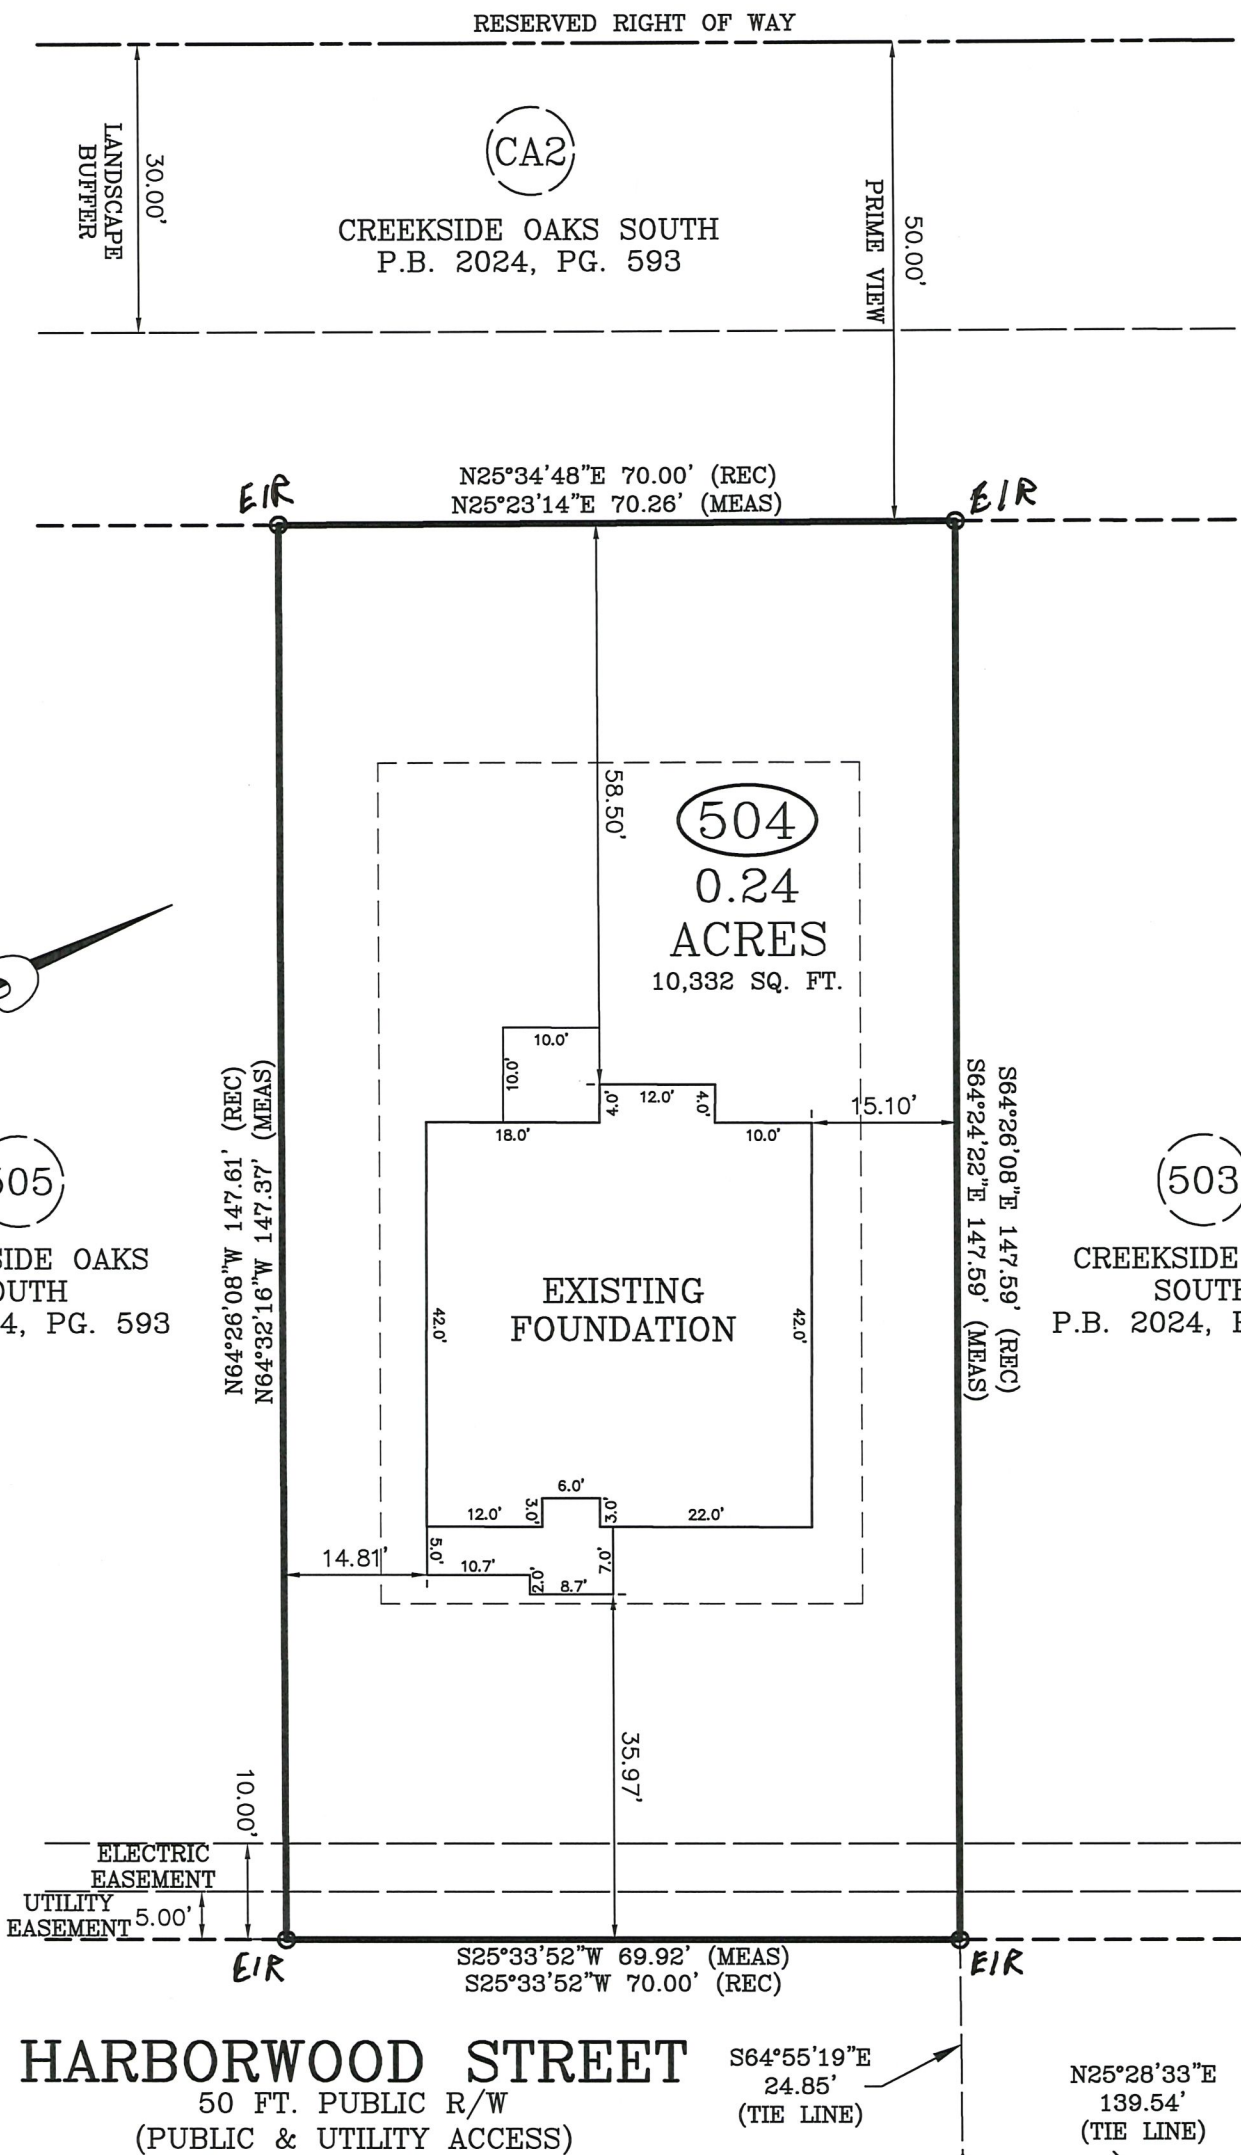 RESERVED RIGHT OF WAY
30.00'
LANDSCAPE
BUFFER
CA2
CREEKSIDE OAKS SOUTH
P.B. 2024, PG. 593
50.00'
PRIME VIEW
N25°34'48"E 70.00' (REC)
N25°23'14"E 70.26' (MEAS)
EIR
EIR
58.50'
504
0.24
ACRES
10,332 SQ. FT.
10.0'
10.0'
4.0'
12.0'
4.0'
18.0'
10.0'
15.10'
N64°26'08"W 147.61' (REC)
N64°32'16"W 147.37' (MEAS)
S64°26'08"E 147.59' (REC)
S64°24'22"E 147.59' (MEAS)
05
SIDE OAKS
OUTH
4, PG. 593
503
CREEKSIDE
SOUTH
P.B. 2024,
42.0'
EXISTING
FOUNDATION
42.0'
6.0'
12.0'
3.0'
3.0'
22.0'
14.81'
5.0'
10.7'
2.0'
8.7'
7.0'
35.97'
10.00'
ELECTRIC
EASEMENT
UTILITY
EASEMENT 5.00'
EIR
EIR
S25°33'52"W 69.92' (MEAS)
S25°33'52"W 70.00' (REC)
HARBORWOOD STREET
50 FT. PUBLIC R/W
(PUBLIC & UTILITY ACCESS)
S64°55'19"E
24.85'
(TIE LINE)
N25°28'33"E
139.54'
(TIE LINE)